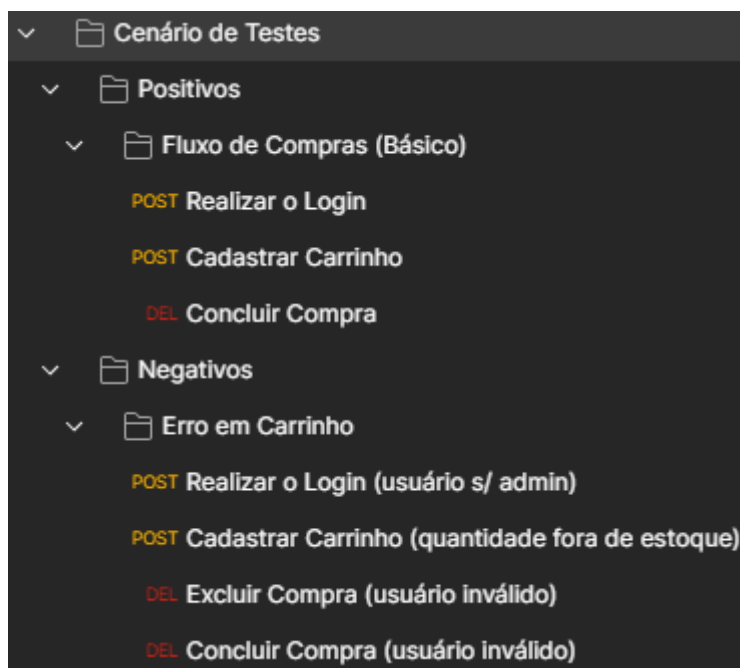 Cenário de Testes
Positivos
Fluxo de Compras (Básico)
POST Realizar o Login
POST Cadastrar Carrinho
DEL Concluir Compra
Negativos
Erro em Carrinho
POST Realizar o Login (usuário s/ admin)
POST Cadastrar Carrinho (quantidade fora de estoque)
DEL Excluir Compra (usuário inválido)
DEL Concluir Compra (usuário inválido)